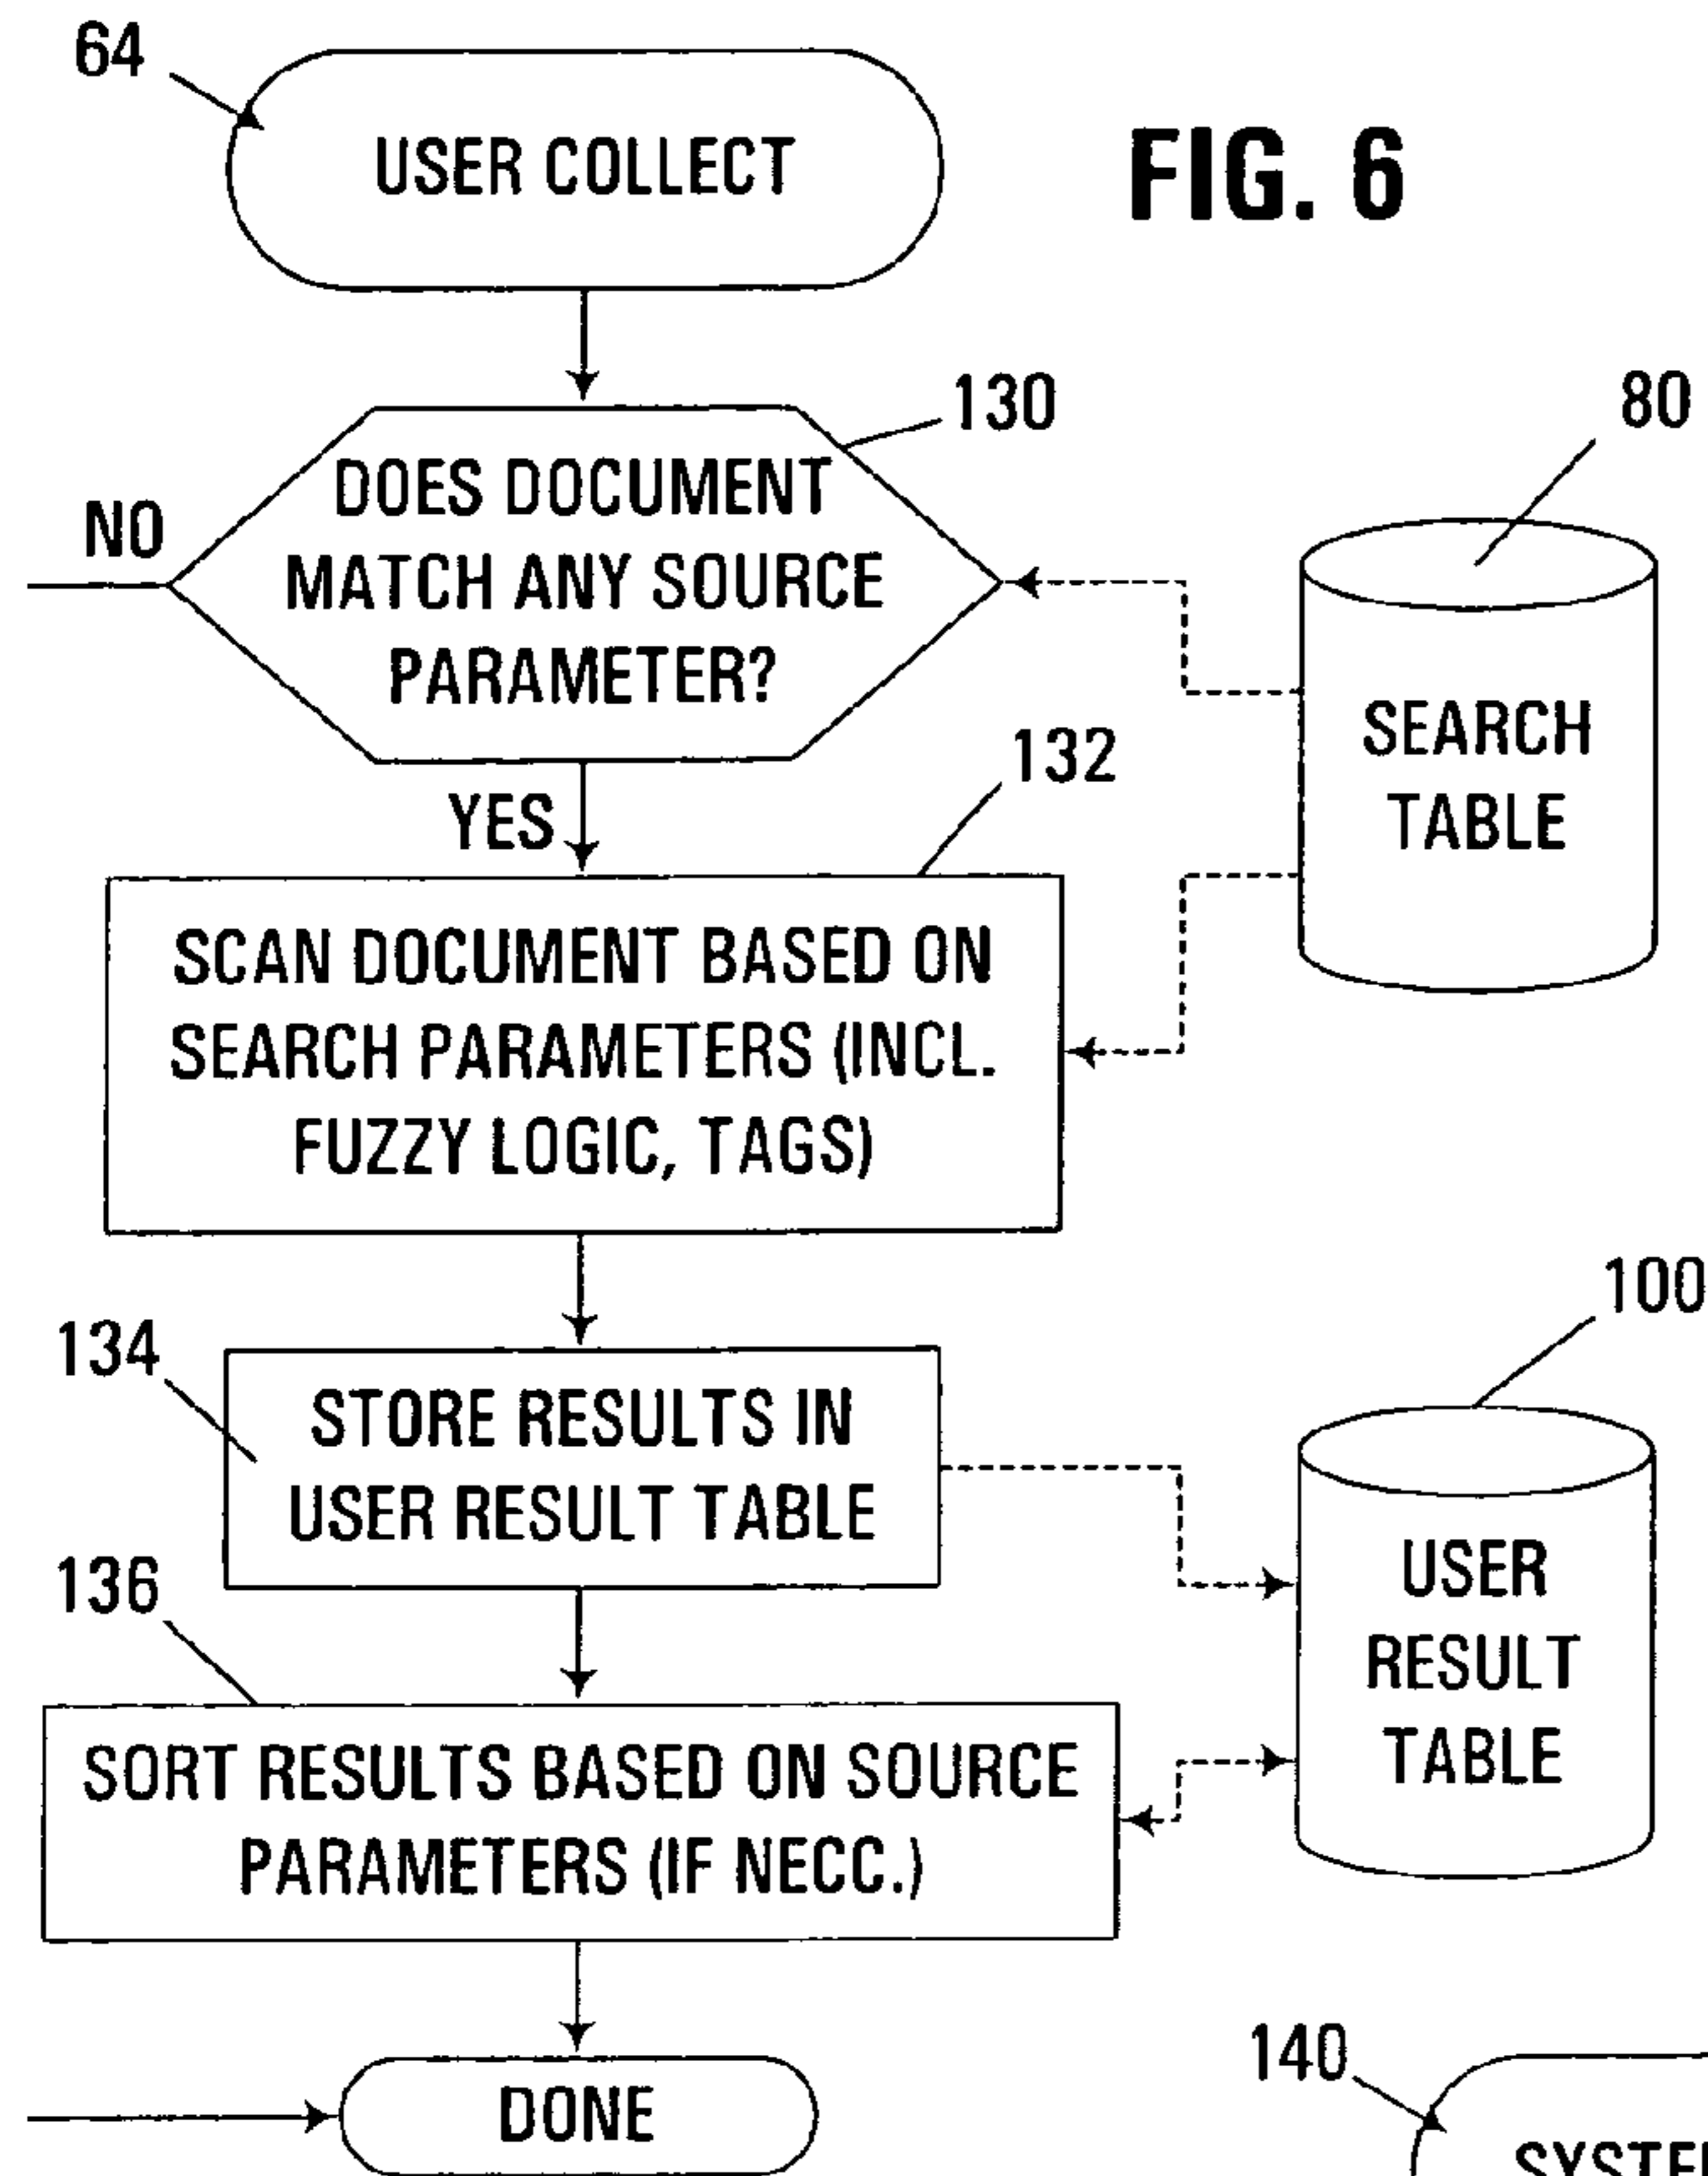 64
USER COLLECT
FIG. 6
130
80
NO
DOES DOCUMENT
MATCH ANY SOURCE
PARAMETER?
SEARCH
TABLE
YES
132
SCAN DOCUMENT BASED ON
SEARCH PARAMETERS (INCL.
FUZZY LOGIC, TAGS)
100
134
STORE RESULTS IN
USER RESULT TABLE
USER
RESULT
TABLE
136
SORT RESULTS BASED ON SOURCE
PARAMETERS (IF NECC.)
DONE
140